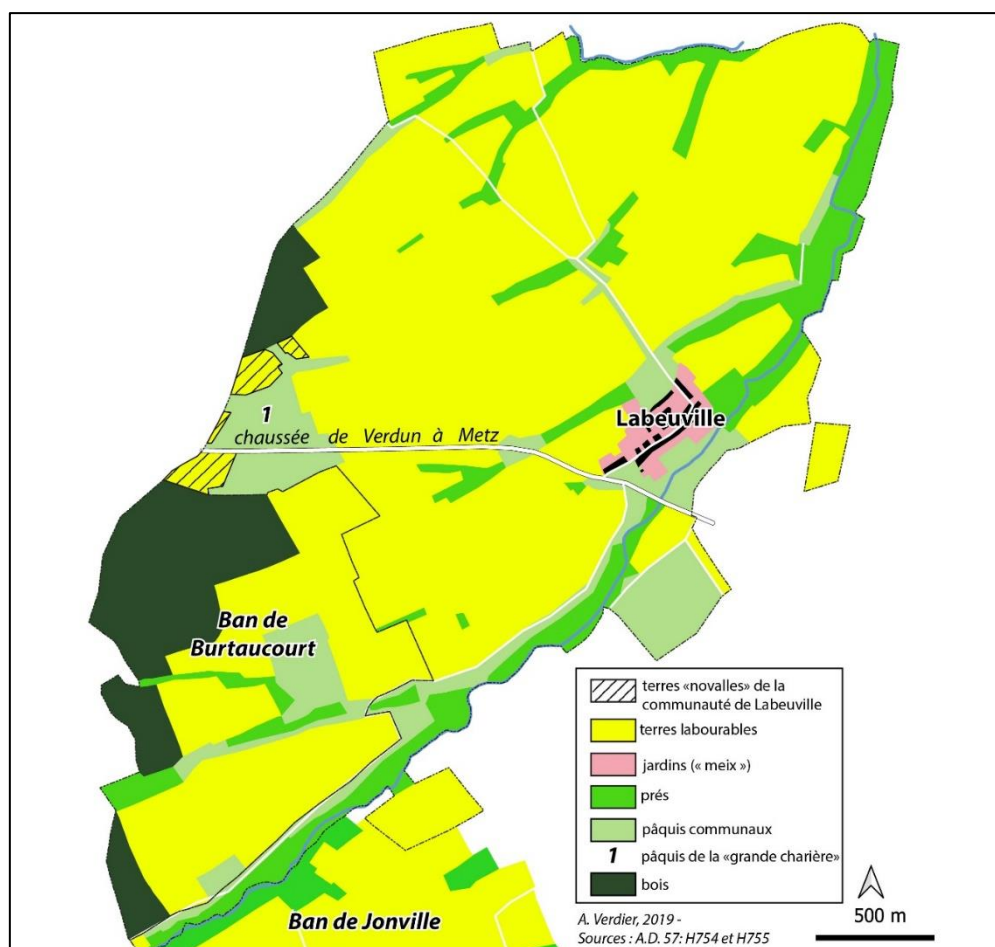 1
chaussée de Verdun à Metz
Labeuville
Ban de
Burtaucourt
Ban de Jonville
terres «novalles» de la
communauté de Labeuville
terres labourables
jardins (« meix »)
prés
pâquis communaux
1 pâquis de la «grande charière»
bois
A. Verdier, 2019 -
Sources : A.D. 57: H754 et H755
500 m